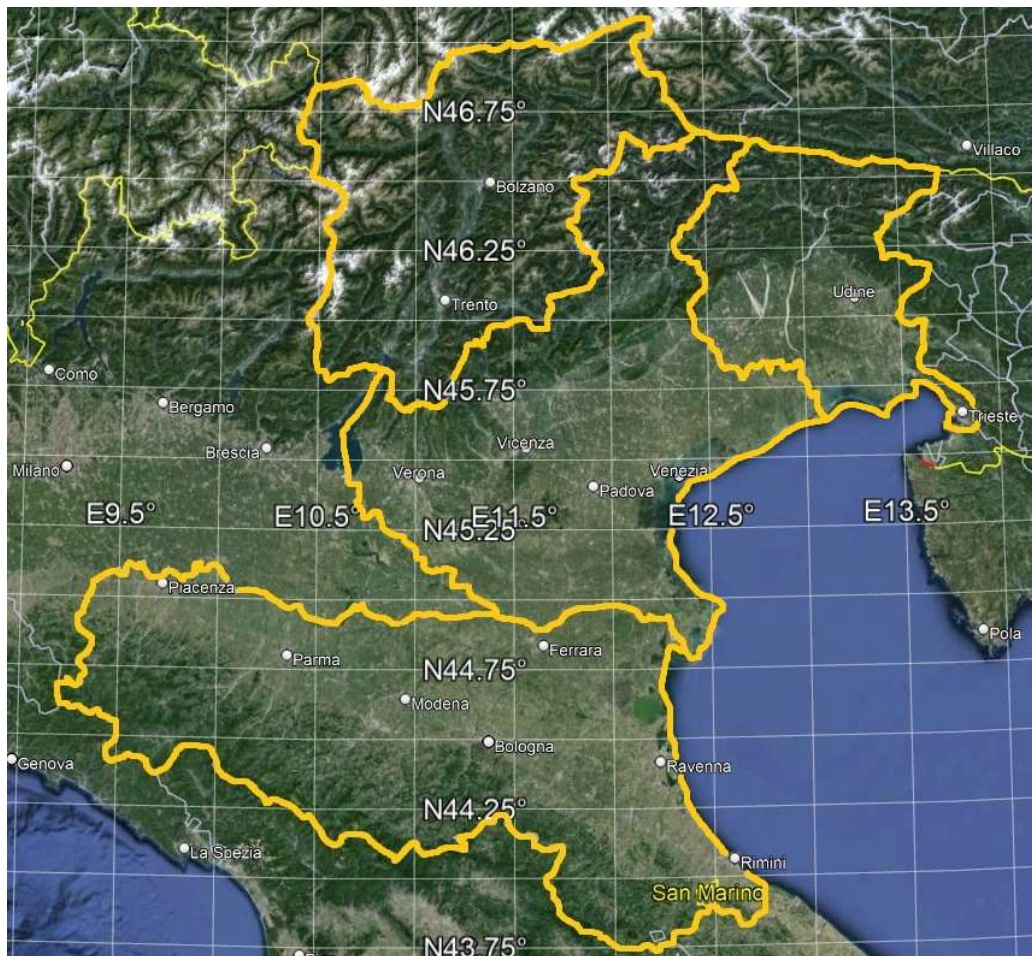 N46.75°
Villaco
Bolzano
N46.25°
Trento
Udine
Como
N45.75°
Bergamo
Trieste
Brescia
Vicenza
Milano
Verona
Venezia
Padova
E9.5°
E10.5°
E11.5°
E12.5°
E13.5°
N45.25°
Piacenza
Pola
Ferrara
Parma
N44.75°
Modena
Bologna
Genova
Ravenna
N44.25°
La Spezia
Rimini
San Marino
N43.75°